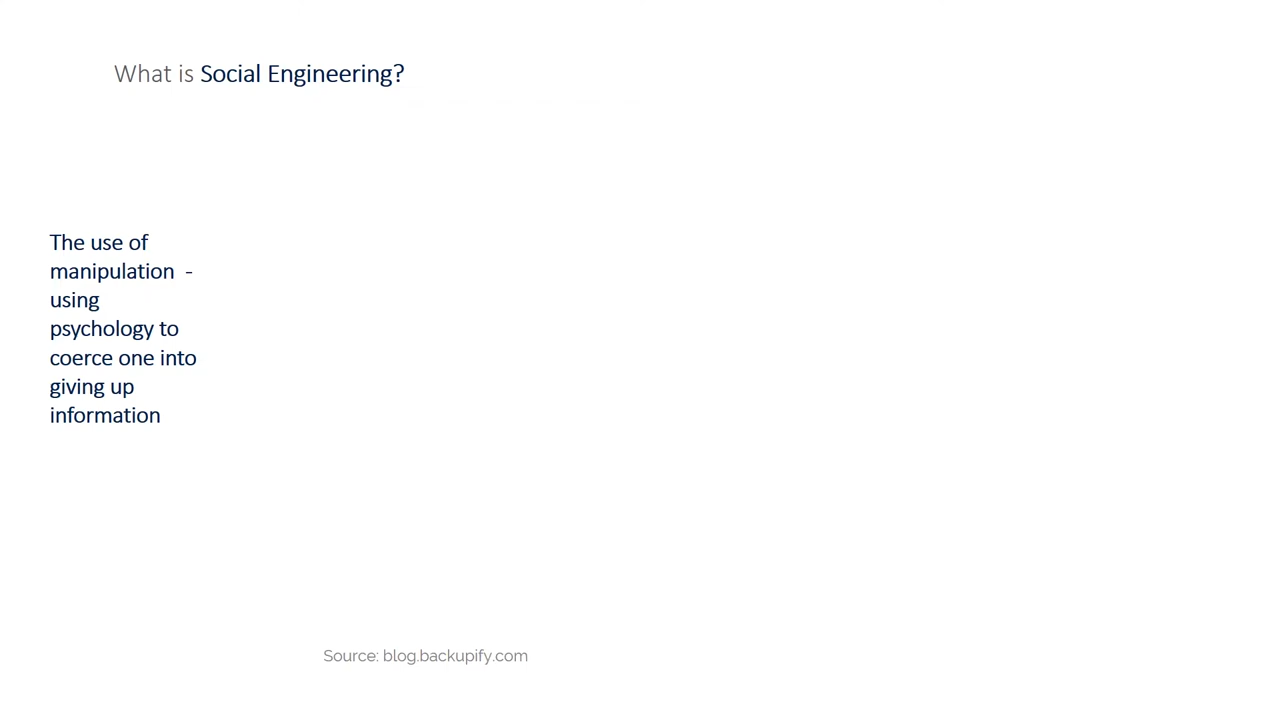 What is Social Engineering?
The use of
manipulation  -
using
psychology to
coerce one into
giving up
information
Source: blog.backupify.com